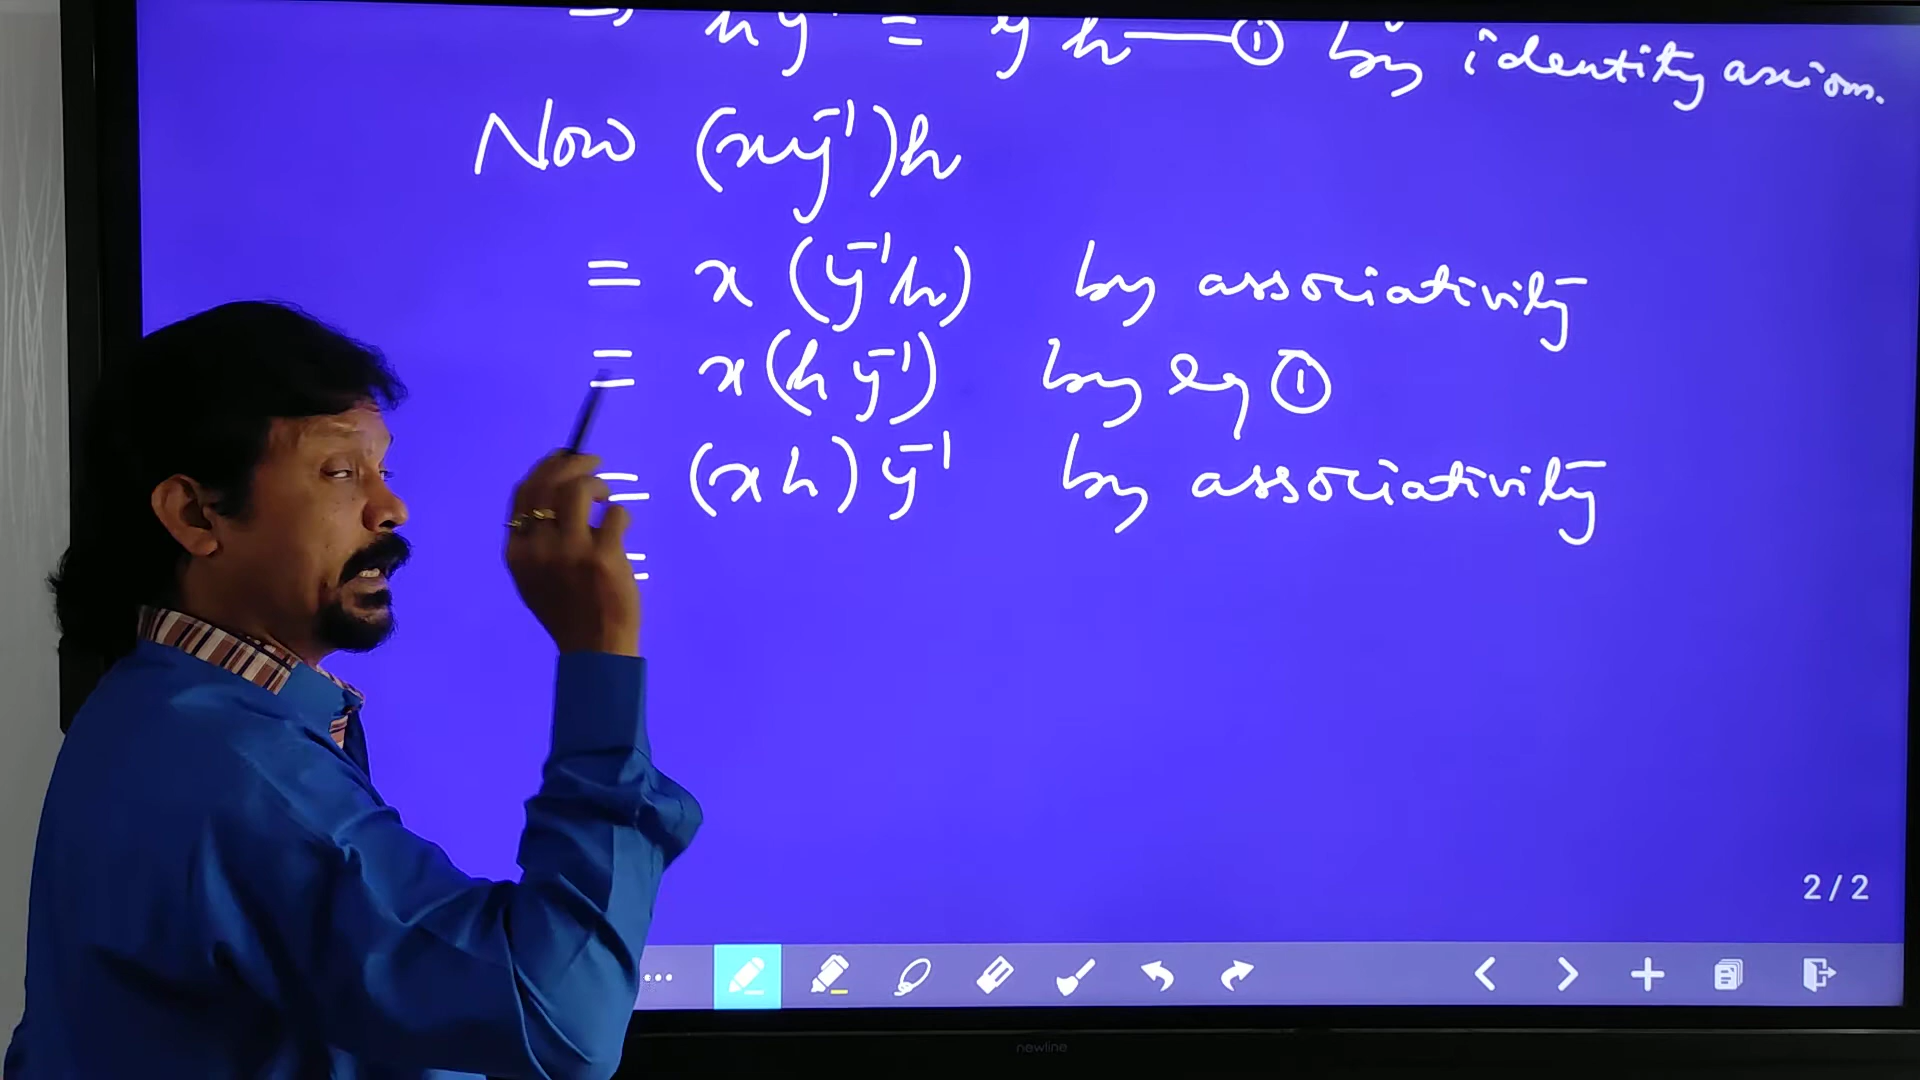 ⇒ hy⁻¹ = y⁻¹h — ① by identity axiom.
Now (xy⁻¹)h
= x (y⁻¹h) by associativity
= x (h y⁻¹) by eq ①
= (xh) y⁻¹ by associativity
=
2/2
newline